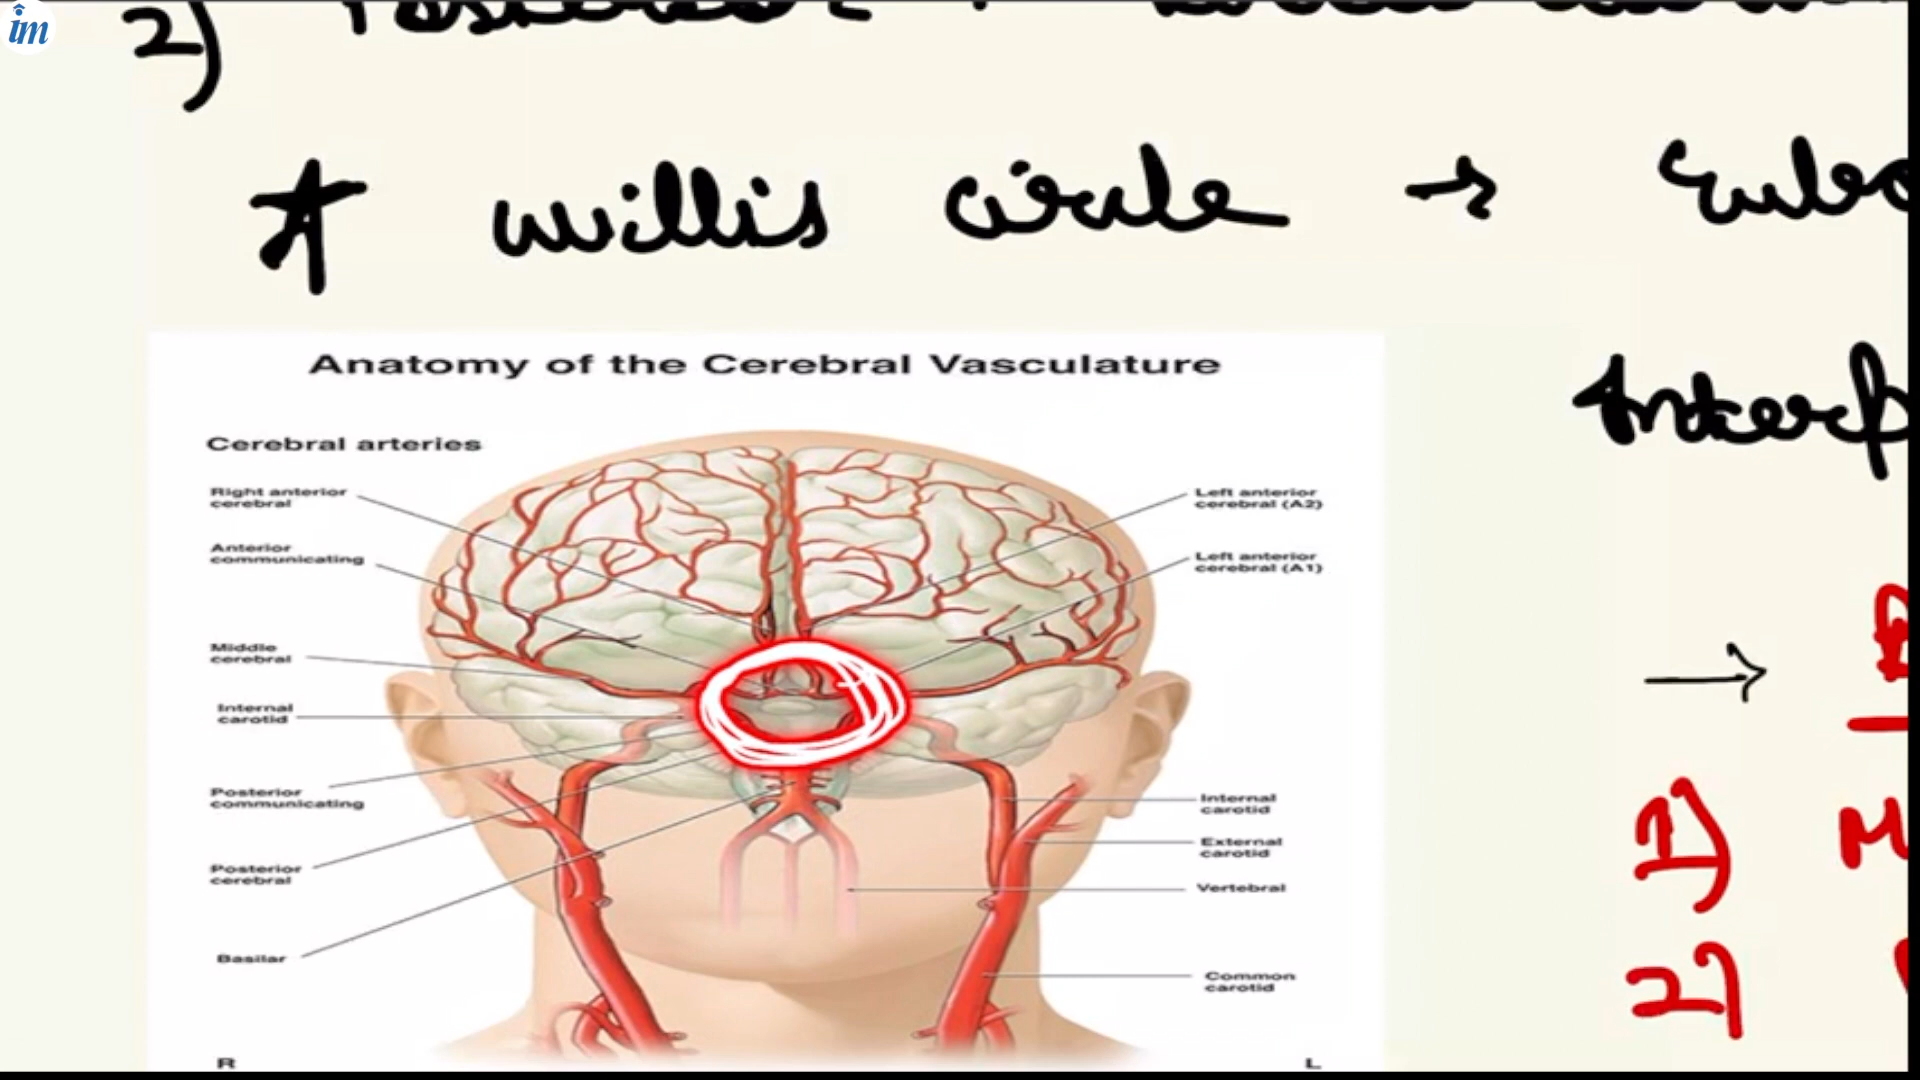 im
2)
* willis circle →
Anatomy of the Cerebral Vasculature
Cerebral arteries
Right anterior
cerebral
Left anterior
cerebral (A2)
Anterior
communicating
Left anterior
cerebral (A1)
Middle
cerebral
Internal
carotid
→
Posterior
communicating
Internal
carotid
1)
External
carotid
Posterior
cerebral
Vertebral
Basilar
Common
carotid
2)
R
L